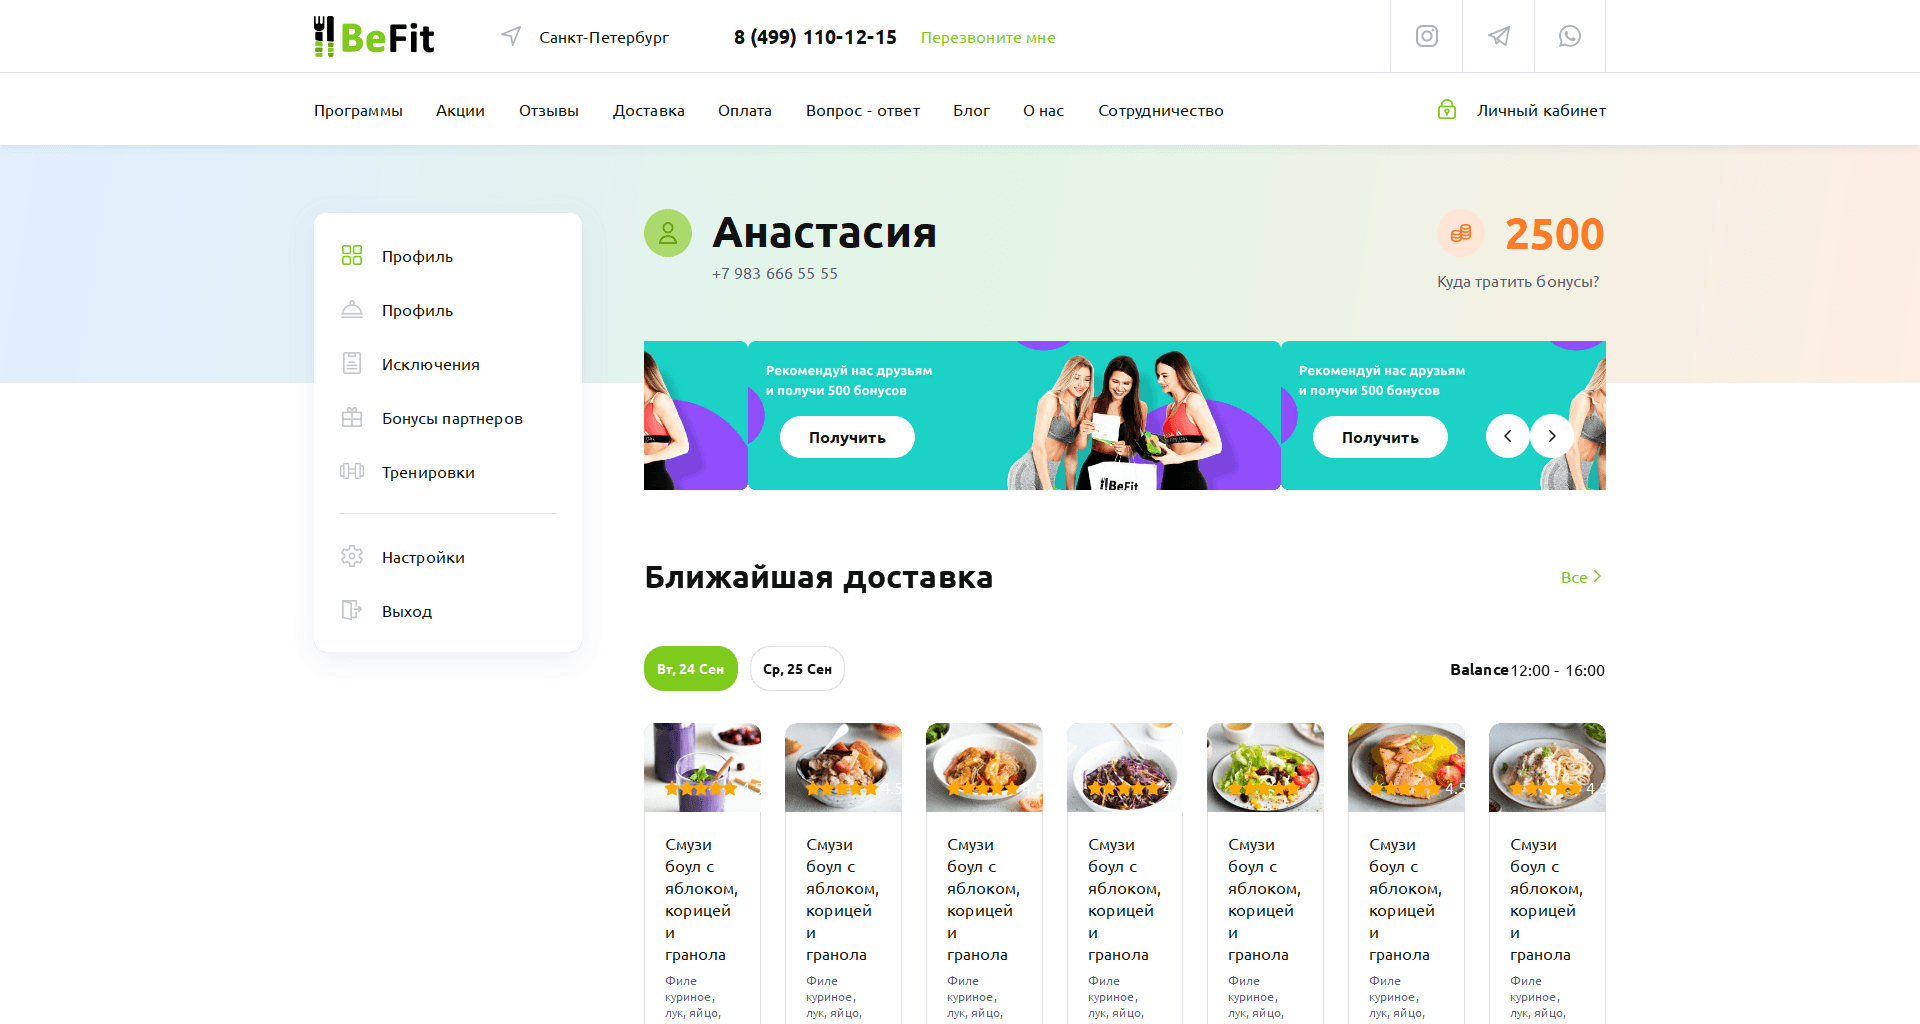 BeFit
Санкт-Петербург
8 (499) 110-12-15
Перезвоните мне
Программы
Акции
Отзывы
Доставка
Оплата
Вопрос - ответ
Блог
О нас
Сотрудничество
Личный кабинет
Профиль
Профиль
Исключения
Бонусы партнеров
Тренировки
Настройки
Выход
Анастасия
+7 983 666 55 55
2500
Куда тратить бонусы?
Рекомендуй нас друзьям
и получи 500 бонусов
Получить
BeFit
Рекомендуй нас друзьям
и получи 500 бонусов
Получить
Ближайшая доставка
Все
Вт, 24 Сен
Ср, 25 Сен
Balance
12:00 - 16:00
4.5
Смузи
боул с
яблоком,
корицей
и
гранола
Филе
куриное,
лук, яйцо,
4.5
Смузи
боул с
яблоком,
корицей
и
гранола
Филе
куриное,
лук, яйцо,
4.5
Смузи
боул с
яблоком,
корицей
и
гранола
Филе
куриное,
лук, яйцо,
4
Смузи
боул с
яблоком,
корицей
и
гранола
Филе
куриное,
лук, яйцо,
4.5
Смузи
боул с
яблоком,
корицей
и
гранола
Филе
куриное,
лук, яйцо,
4.5
Смузи
боул с
яблоком,
корицей
и
гранола
Филе
куриное,
лук, яйцо,
4.5
Смузи
боул с
яблоком,
корицей
и
гранола
Филе
куриное,
лук, яйцо,